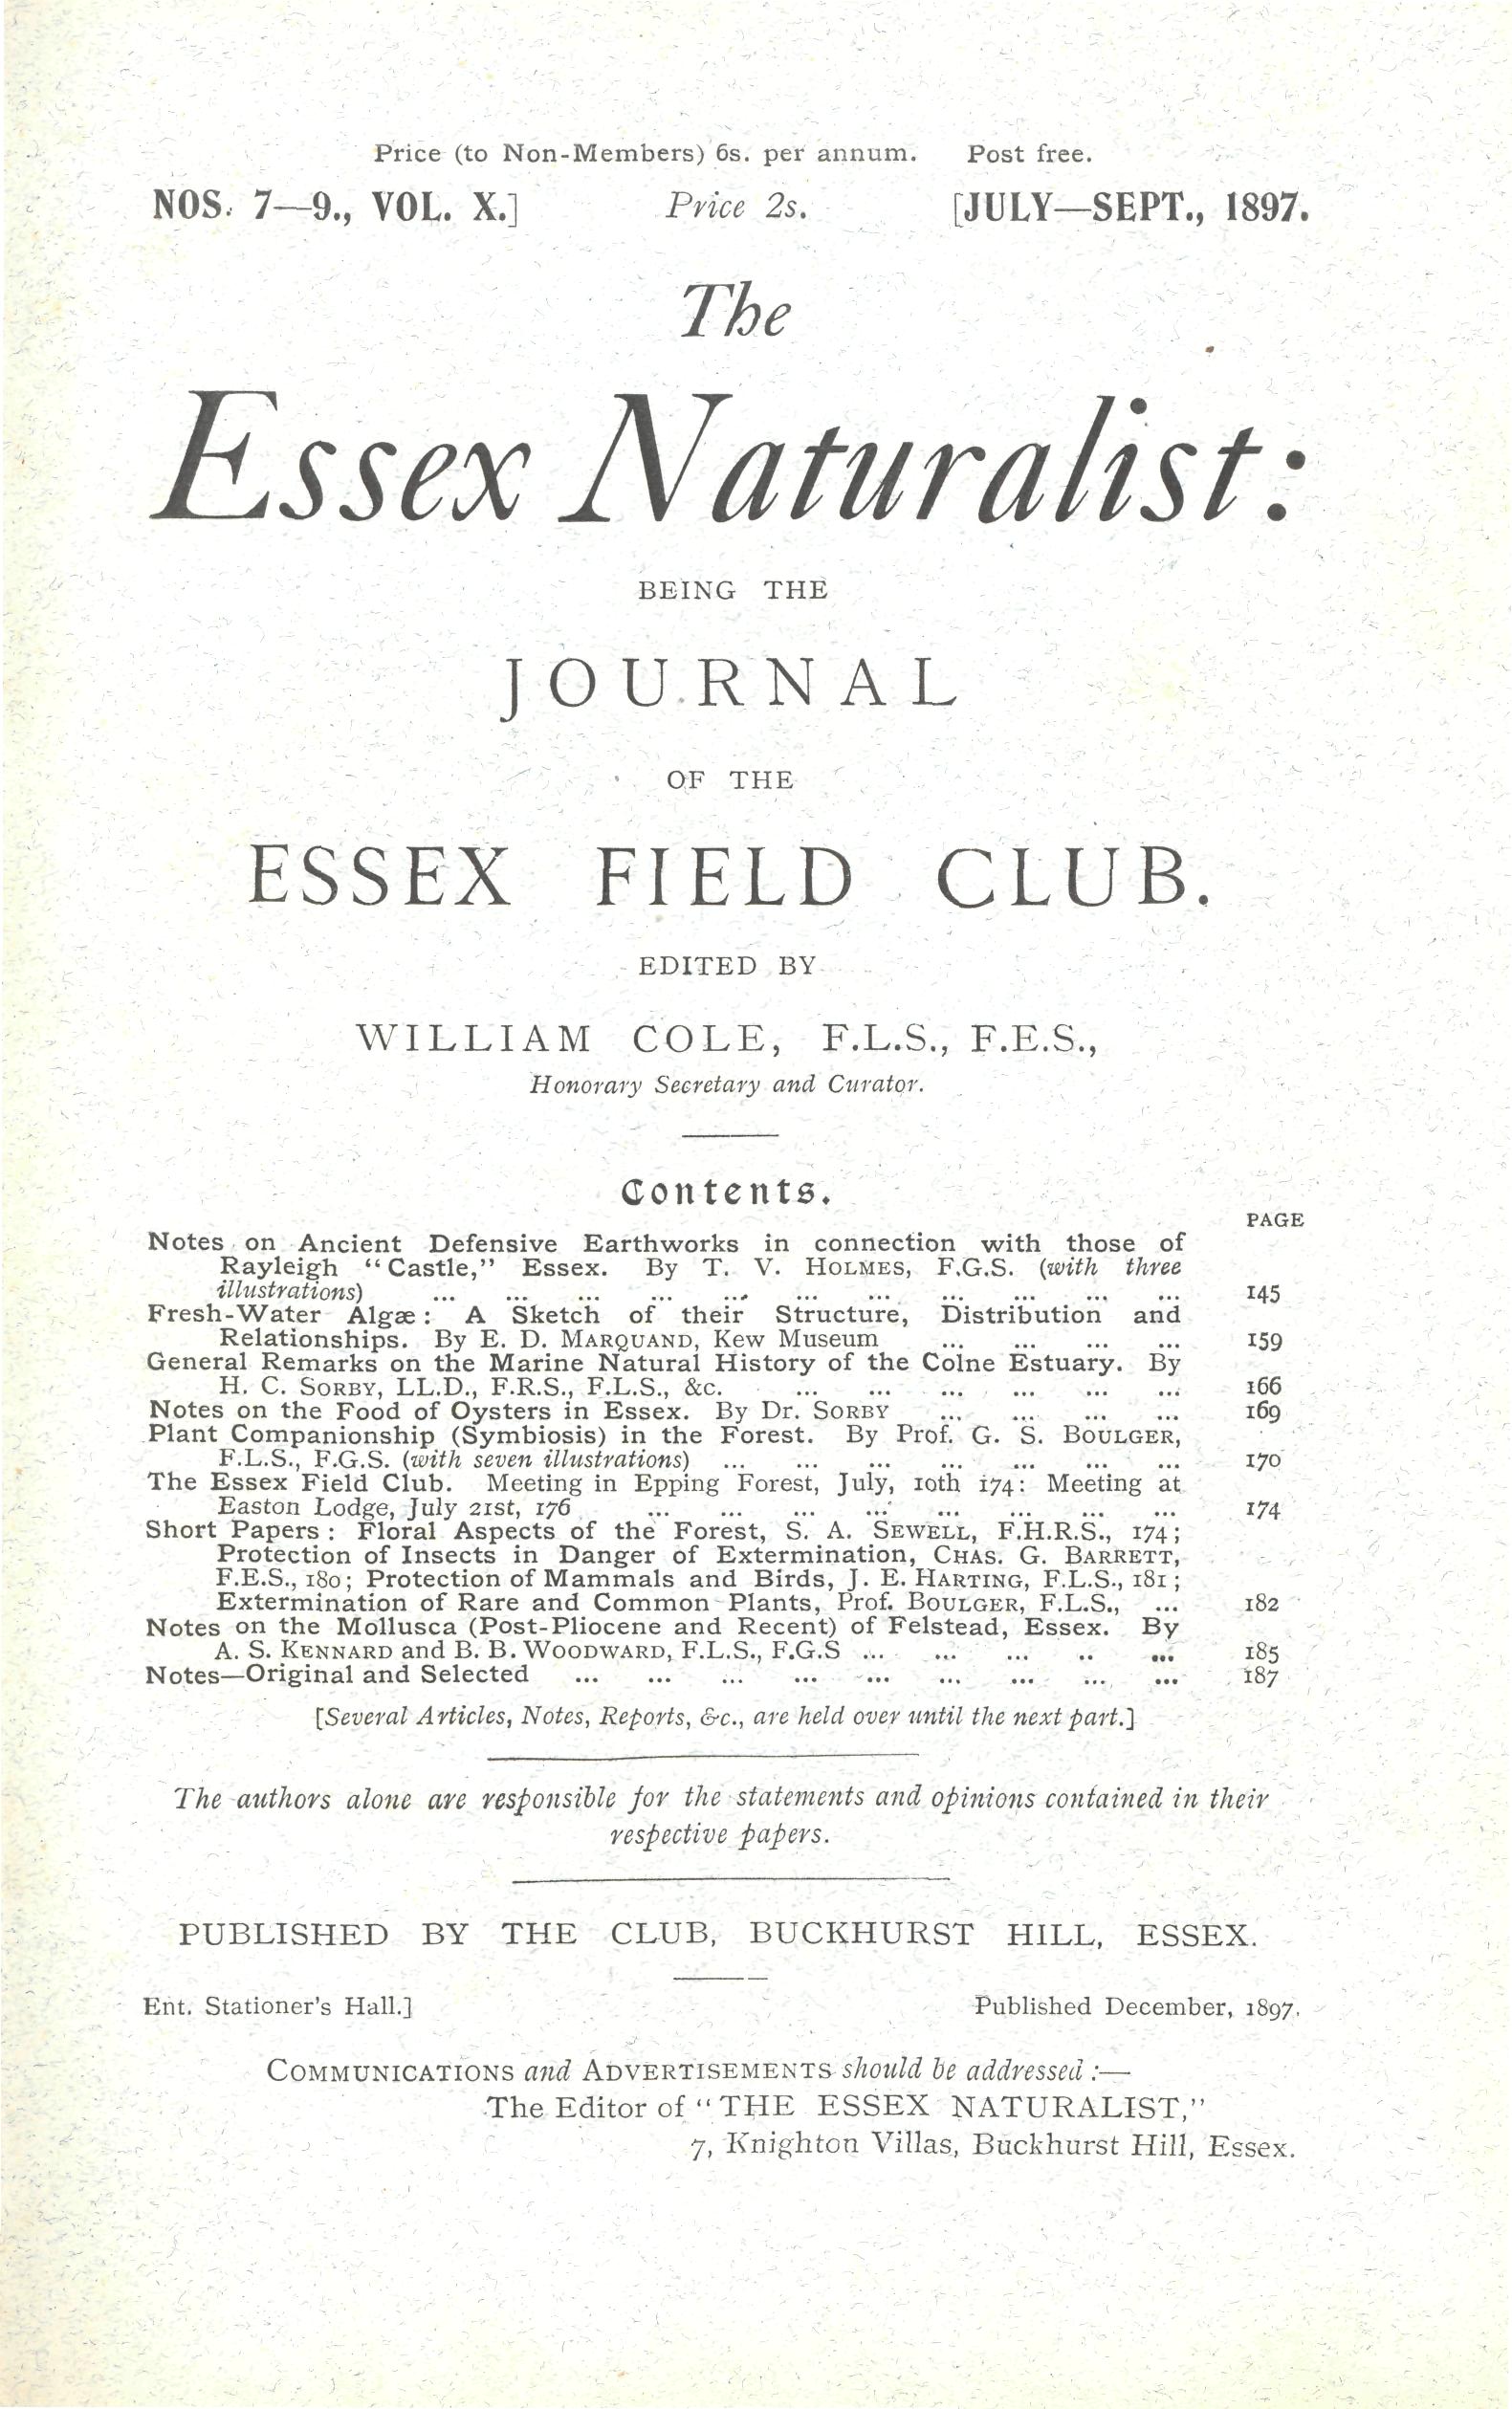 Price (to Non-Members) 6s. per annum. Post free.
NOS. 7—9., VOL. X.] Price 2s. [JULY—SEPT., 1897.
The
Essex Naturalist:
BEING THE
JOURNAL
OF THE
ESSEX FIELD CLUB.
EDITED BY
WILLIAM COLE, F.L.S., F.E.S.,
Honorary Secretary and Curator.
Contents.
PAGE
Notes on Ancient Defensive Earthworks in connection with those of
Rayleigh "Castle," Essex. By T. V. HOLMES, F.G.S. (with three
illustrations) ... ... ... ... ... ... ... ... ... ... ... 145
Fresh-Water Algæ: A Sketch of their Structure, Distribution and
Relationships. By E. D. MARQUAND, Kew Museum ... ... ... ... 159
General Remarks on the Marine Natural History of the Colne Estuary. By
H. C. SORBY, LL.D., F.R.S., F.L.S., &c. ... ... ... ... ... ... 166
Notes on the Food of Oysters in Essex. By Dr. SORBY ... ... ... ... 169
Plant Companionship (Symbiosis) in the Forest. By Prof. G. S. BOULGER,
F.L.S., F.G.S. (with seven illustrations) ... ... ... ... ... ... ... 170
The Essex Field Club. Meeting in Epping Forest, July, 10th 174: Meeting at
Easton Lodge, July 21st, 176 ... ... ... ... ... ... ... ... 174
Short Papers: Floral Aspects of the Forest, S. A. SEWELL, F.H.R.S., 174;
Protection of Insects in Danger of Extermination, CHAS. G. BARRETT,
F.E.S., 180; Protection of Mammals and Birds, J. E. HARTING, F.L.S., 181;
Extermination of Rare and Common Plants, Prof. BOULGER, F.L.S., ... 182
Notes on the Mollusca (Post-Pliocene and Recent) of Felstead, Essex. By
A. S. KENNARD and B. B. WOODWARD, F.L.S., F.G.S ... ... ... .. ... 185
Notes—Original and Selected ... ... ... ... ... ... ... ... ... 187
[Several Articles, Notes, Reports, &c., are held over until the next part.]
The authors alone are responsible for the statements and opinions contained in their
respective papers.
PUBLISHED BY THE CLUB, BUCKHURST HILL, ESSEX.
Ent. Stationer's Hall.] Published December, 1897.
COMMUNICATIONS and ADVERTISEMENTS should be addressed :—
The Editor of "THE ESSEX NATURALIST,"
7, Knighton Villas, Buckhurst Hill, Essex.